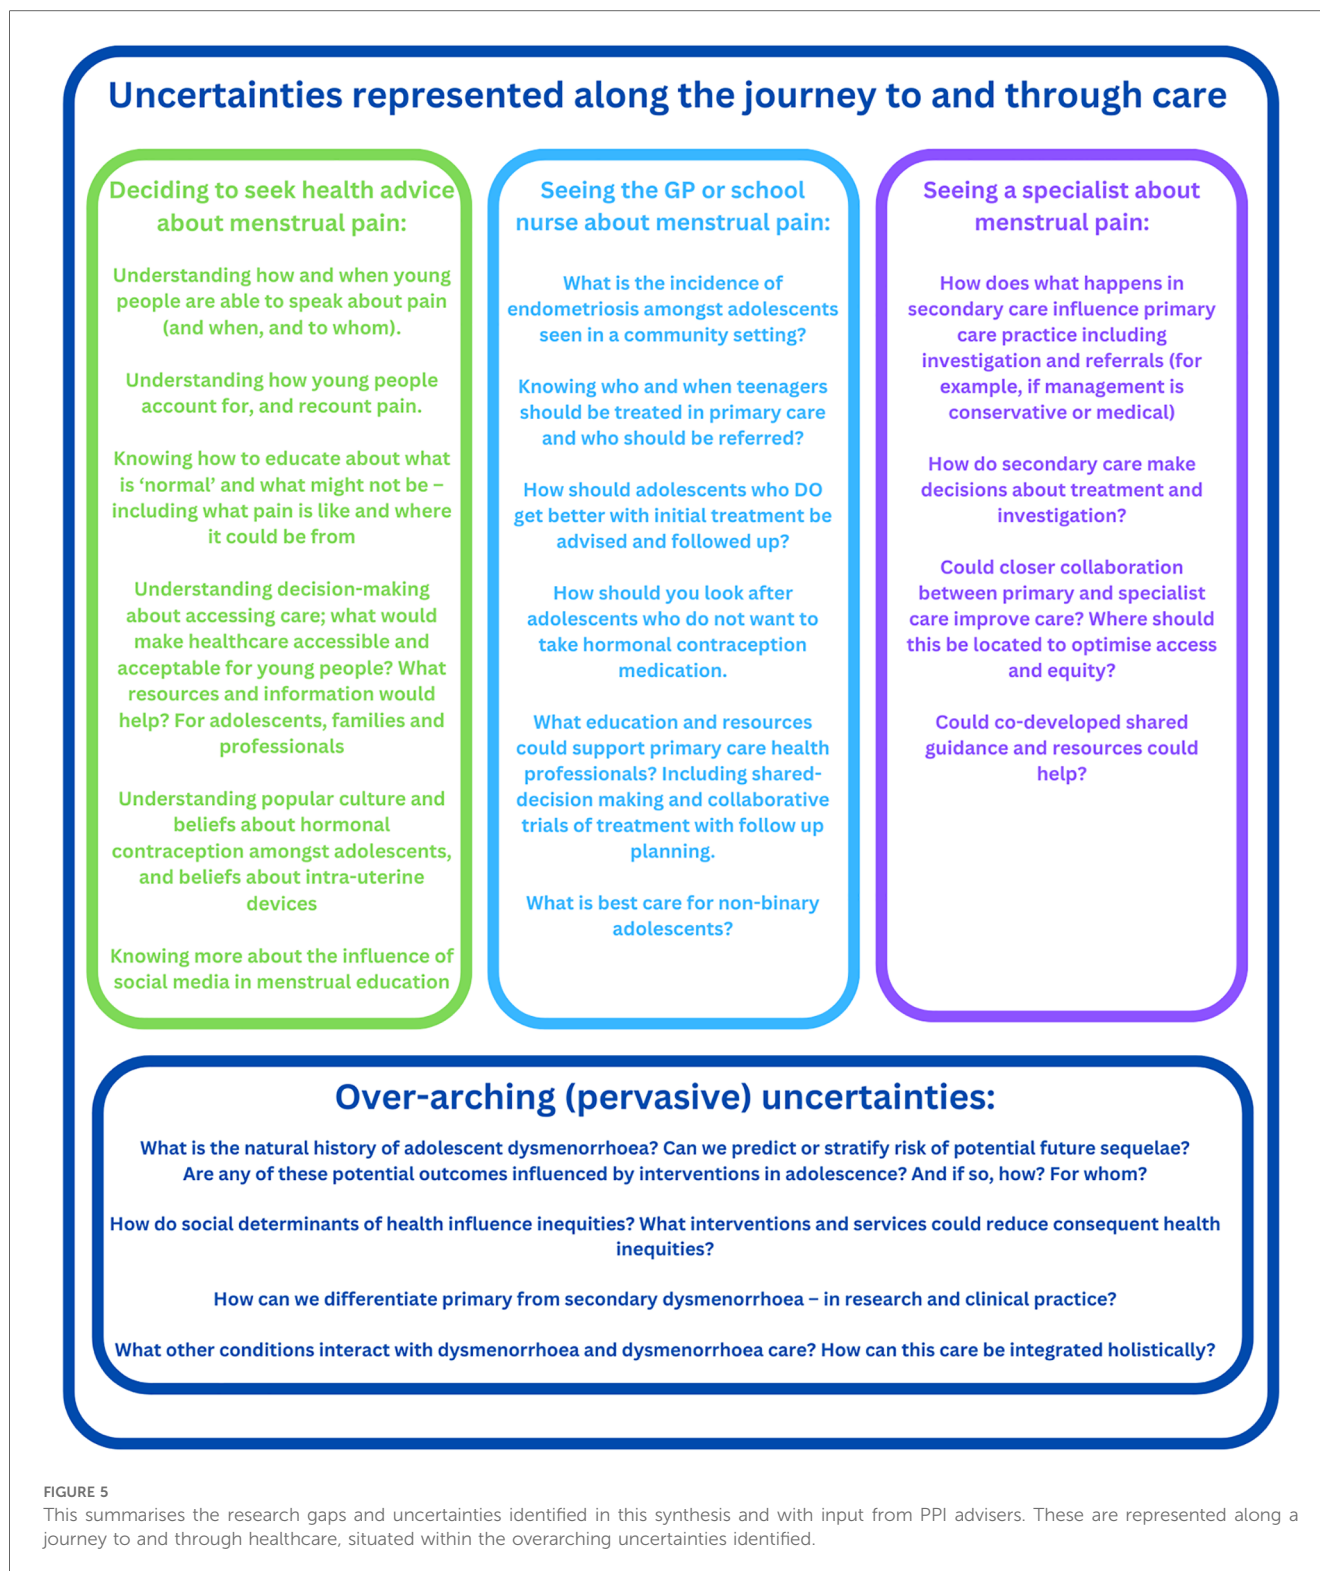 Uncertainties represented along the journey to and through care
Deciding to seek health advice
about menstrual pain:
Understanding how and when young
people are able to speak about pain
(and when, and to whom).
Understanding how young people
account for, and recount pain.
Knowing how to educate about what
is ‘normal’ and what might not be –
including what pain is like and where
it could be from
Understanding decision-making
about accessing care; what would
make healthcare accessible and
acceptable for young people? What
resources and information would
help? For adolescents, families and
professionals
Understanding popular culture and
beliefs about hormonal
contraception amongst adolescents,
and beliefs about intra-uterine
devices
Knowing more about the influence of
social media in menstrual education
Seeing the GP or school
nurse about menstrual pain:
What is the incidence of
endometriosis amongst adolescents
seen in a community setting?
Knowing who and when teenagers
should be treated in primary care
and who should be referred?
How should adolescents who DO
get better with initial treatment be
advised and followed up?
How should you look after
adolescents who do not want to
take hormonal contraception
medication.
What education and resources
could support primary care health
professionals? Including shared-
decision making and collaborative
trials of treatment with follow up
planning.
What is best care for non-binary
adolescents?
Seeing a specialist about
menstrual pain:
How does what happens in
secondary care influence primary
care practice including
investigation and referrals (for
example, if management is
conservative or medical)
How do secondary care make
decisions about treatment and
investigation?
Could closer collaboration
between primary and specialist
care improve care? Where should
this be located to optimise access
and equity?
Could co-developed shared
guidance and resources could
help?
Over-arching (pervasive) uncertainties:
What is the natural history of adolescent dysmenorrhoea? Can we predict or stratify risk of potential future sequelae?
Are any of these potential outcomes influenced by interventions in adolescence? And if so, how? For whom?
How do social determinants of health influence inequities? What interventions and services could reduce consequent health
inequities?
How can we differentiate primary from secondary dysmenorrhoea – in research and clinical practice?
What other conditions interact with dysmenorrhoea and dysmenorrhoea care? How can this care be integrated holistically?
FIGURE 5
This summarises the research gaps and uncertainties identified in this synthesis and with input from PPI advisers. These are represented along a
journey to and through healthcare, situated within the overarching uncertainties identified.